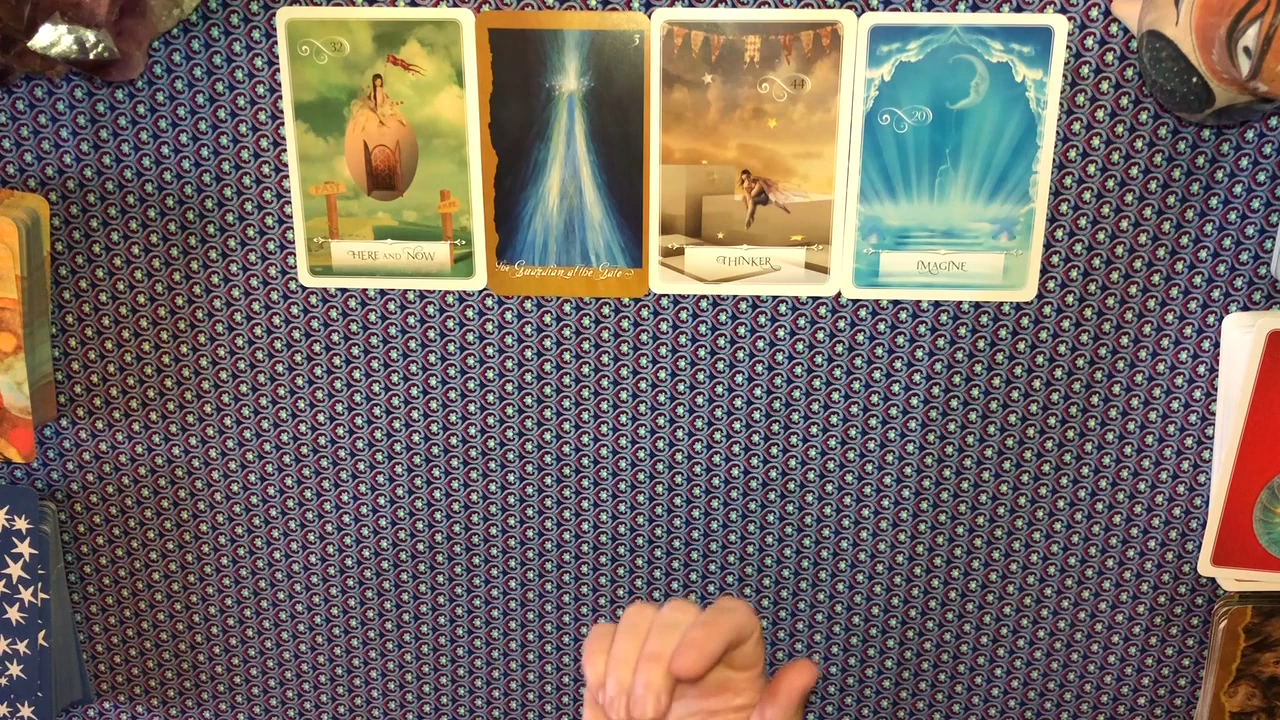 32
PAST
HERE AND NOW
3
The Guardian of the Gate
44
THINKER
20
IMAGINE